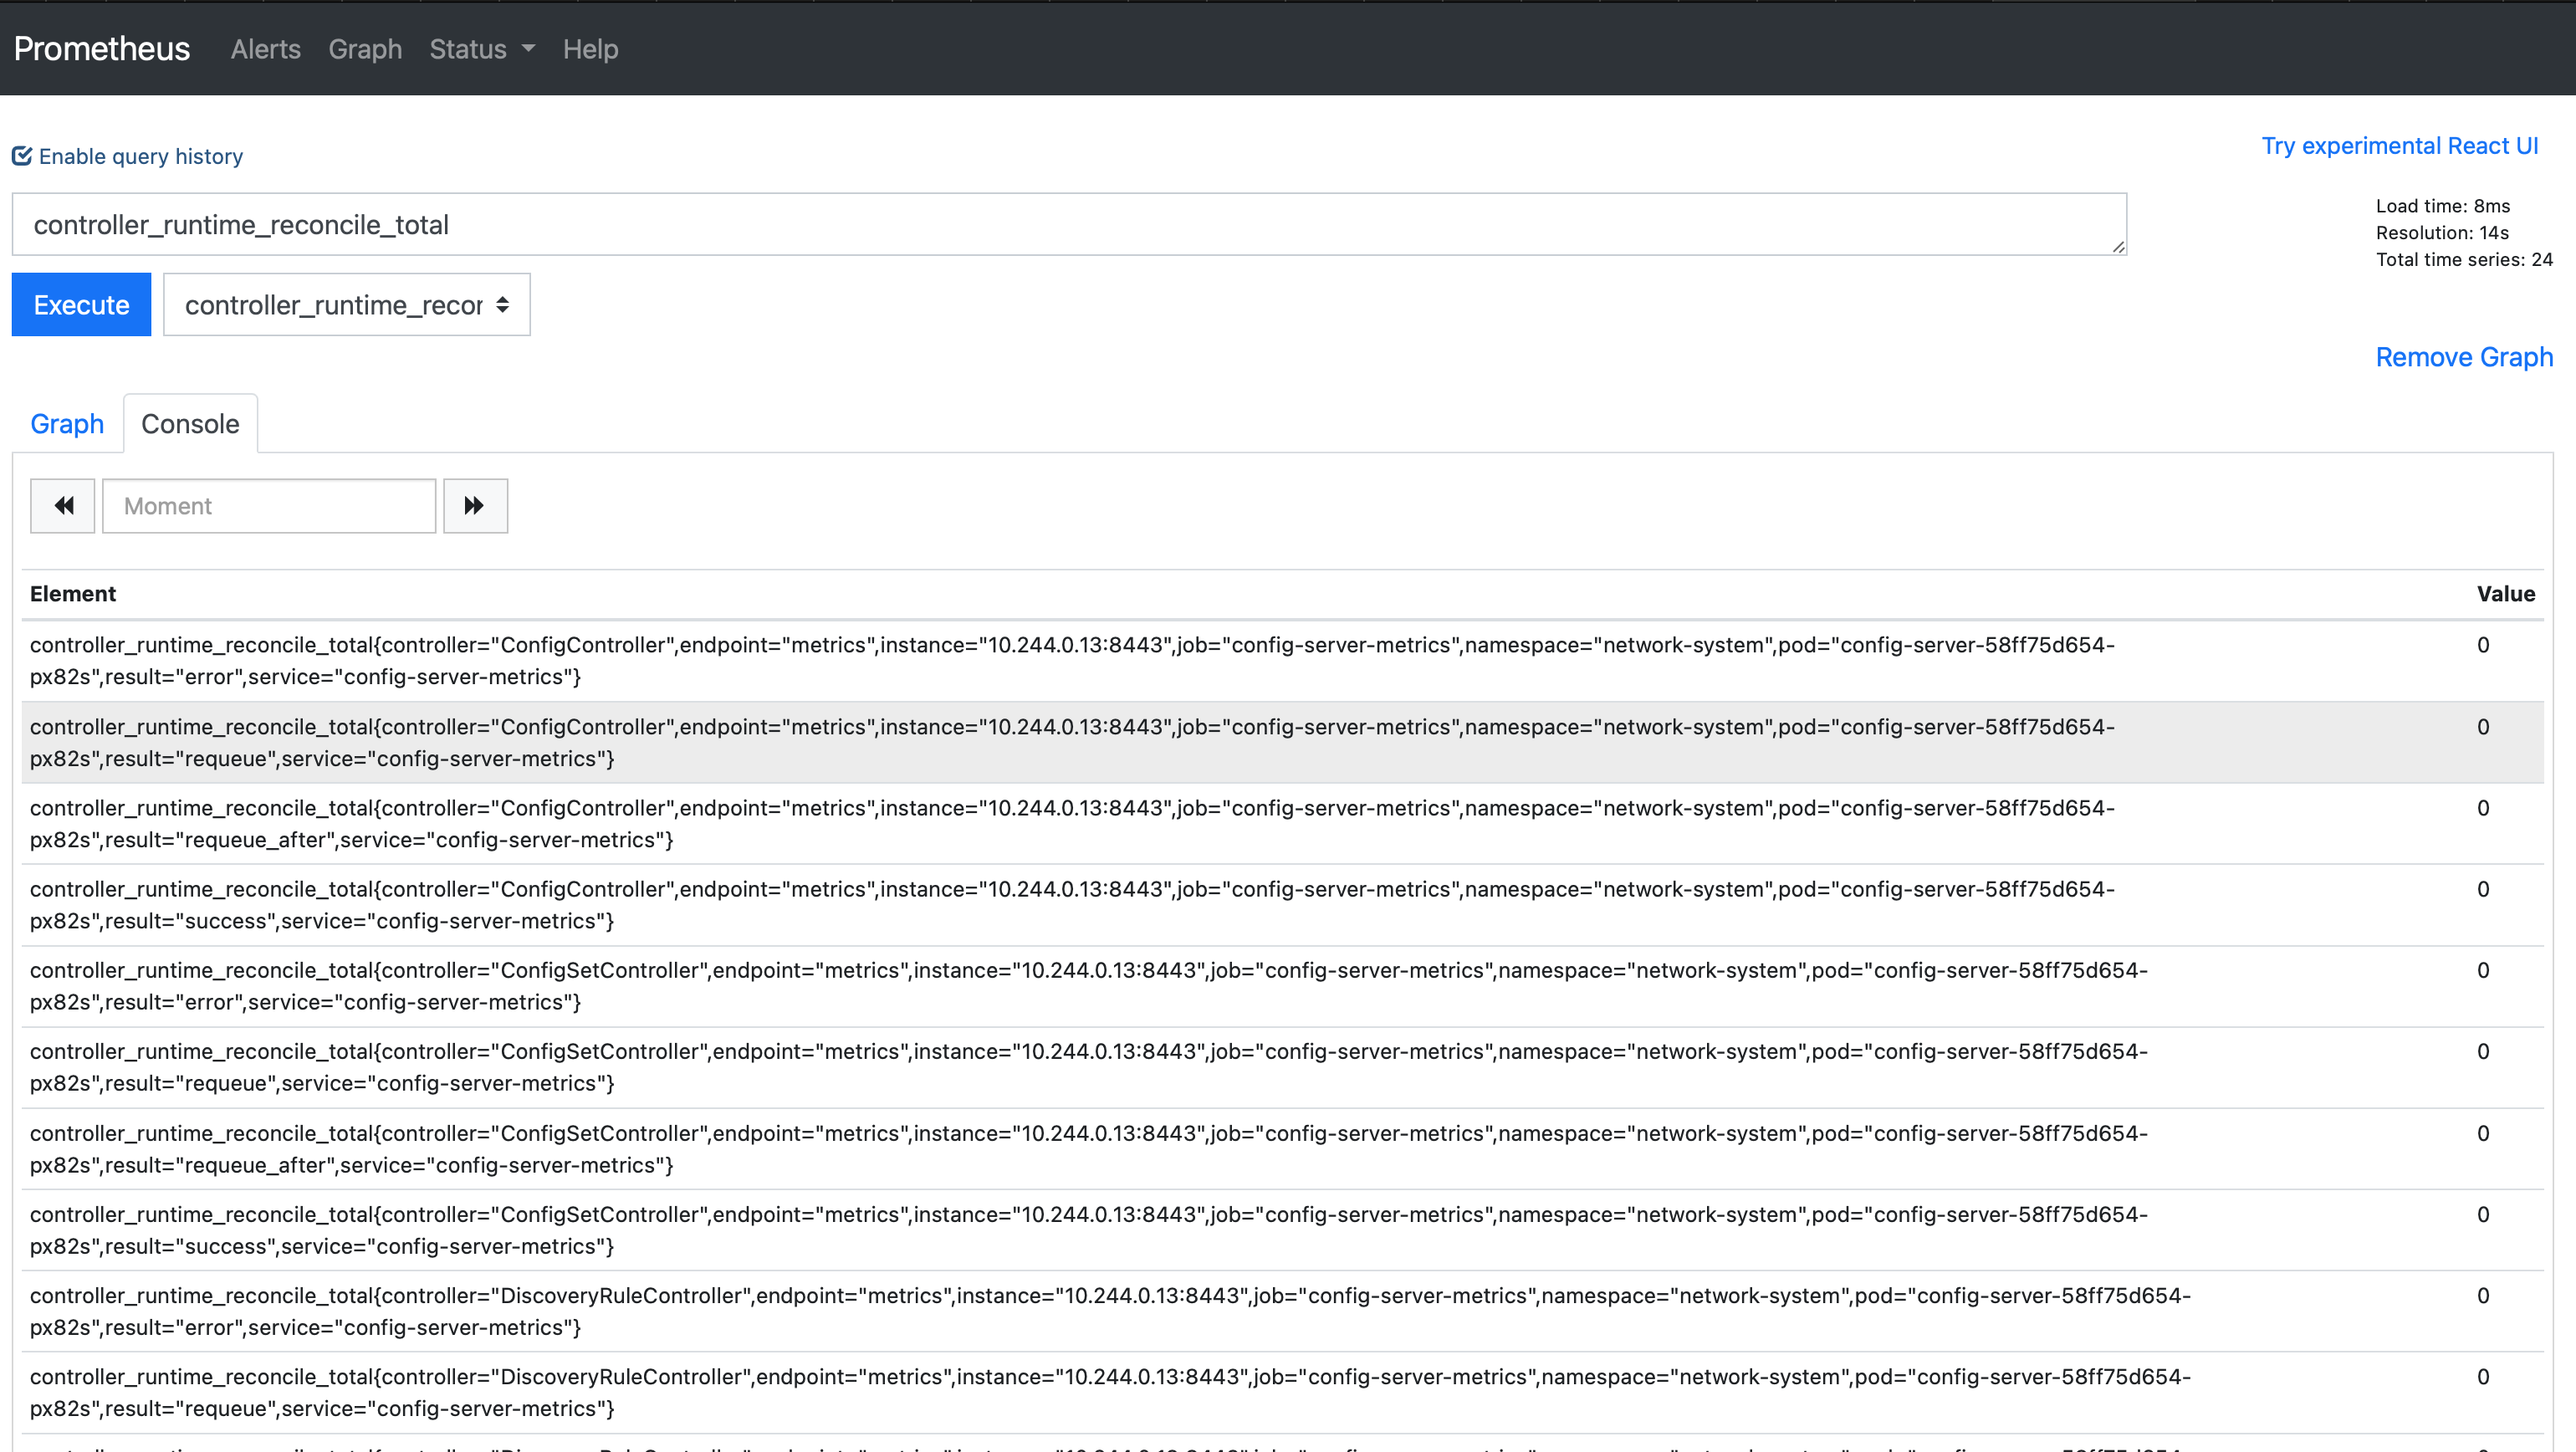 Prometheus Alerts Graph Status Help
Enable query history
Try experimental React UI
controller_runtime_reconcile_total
Load time: 8ms
Resolution: 14s
Total time series: 24
Execute controller_runtime_recor
Remove Graph
Graph Console
Moment
Element Value
controller_runtime_reconcile_total{controller="ConfigController",endpoint="metrics",instance="10.244.0.13:8443",job="config-server-metrics",namespace="network-system",pod="config-server-58ff75d654- 0
px82s",result="error",service="config-server-metrics"}
controller_runtime_reconcile_total{controller="ConfigController",endpoint="metrics",instance="10.244.0.13:8443",job="config-server-metrics",namespace="network-system",pod="config-server-58ff75d654- 0
px82s",result="requeue",service="config-server-metrics"}
controller_runtime_reconcile_total{controller="ConfigController",endpoint="metrics",instance="10.244.0.13:8443",job="config-server-metrics",namespace="network-system",pod="config-server-58ff75d654- 0
px82s",result="requeue_after",service="config-server-metrics"}
controller_runtime_reconcile_total{controller="ConfigController",endpoint="metrics",instance="10.244.0.13:8443",job="config-server-metrics",namespace="network-system",pod="config-server-58ff75d654- 0
px82s",result="success",service="config-server-metrics"}
controller_runtime_reconcile_total{controller="ConfigSetController",endpoint="metrics",instance="10.244.0.13:8443",job="config-server-metrics",namespace="network-system",pod="config-server-58ff75d654- 0
px82s",result="error",service="config-server-metrics"}
controller_runtime_reconcile_total{controller="ConfigSetController",endpoint="metrics",instance="10.244.0.13:8443",job="config-server-metrics",namespace="network-system",pod="config-server-58ff75d654- 0
px82s",result="requeue",service="config-server-metrics"}
controller_runtime_reconcile_total{controller="ConfigSetController",endpoint="metrics",instance="10.244.0.13:8443",job="config-server-metrics",namespace="network-system",pod="config-server-58ff75d654- 0
px82s",result="requeue_after",service="config-server-metrics"}
controller_runtime_reconcile_total{controller="ConfigSetController",endpoint="metrics",instance="10.244.0.13:8443",job="config-server-metrics",namespace="network-system",pod="config-server-58ff75d654- 0
px82s",result="success",service="config-server-metrics"}
controller_runtime_reconcile_total{controller="DiscoveryRuleController",endpoint="metrics",instance="10.244.0.13:8443",job="config-server-metrics",namespace="network-system",pod="config-server-58ff75d654- 0
px82s",result="error",service="config-server-metrics"}
controller_runtime_reconcile_total{controller="DiscoveryRuleController",endpoint="metrics",instance="10.244.0.13:8443",job="config-server-metrics",namespace="network-system",pod="config-server-58ff75d654- 0
px82s",result="requeue",service="config-server-metrics"}